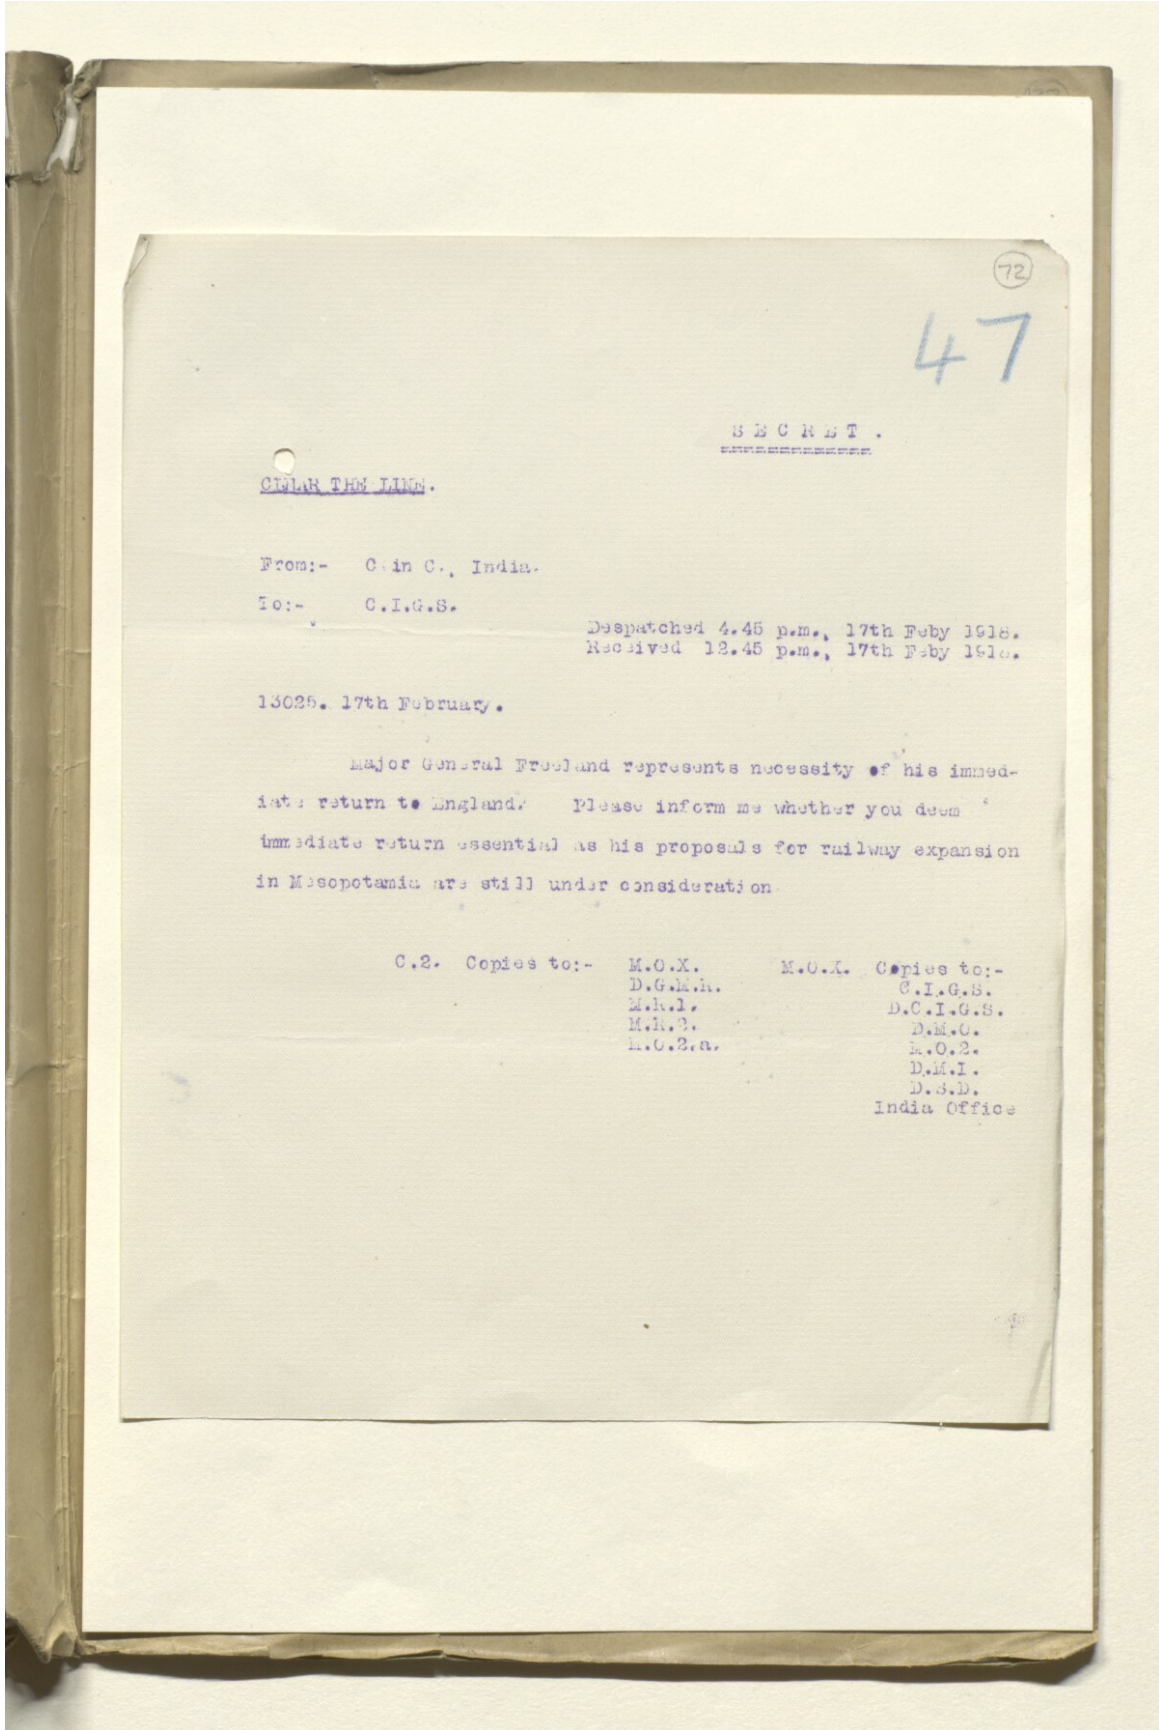 72
47
SECRET.
CLEAR THE LINE.
From:- C. in C., India.
To:- C.I.G.S.
Despatched 4.45 p.m., 17th Feby 1918.
Received 12.45 p.m., 17th Feby 1918.
13025. 17th February.
Major General Freeland represents necessity of his immed-
iate return to England. Please inform me whether you deem
immediate return essential as his proposals for railway expansion
in Mesopotamia are still under consideration
C.2. Copies to:- M.O.X. M.O.X. Copies to:-
D.G.M.R. C.I.G.S.
M.R.1. D.C.I.G.S.
M.R.2. D.M.O.
M.O.2.a. M.O.2.
D.M.I.
D.S.D.
India Office